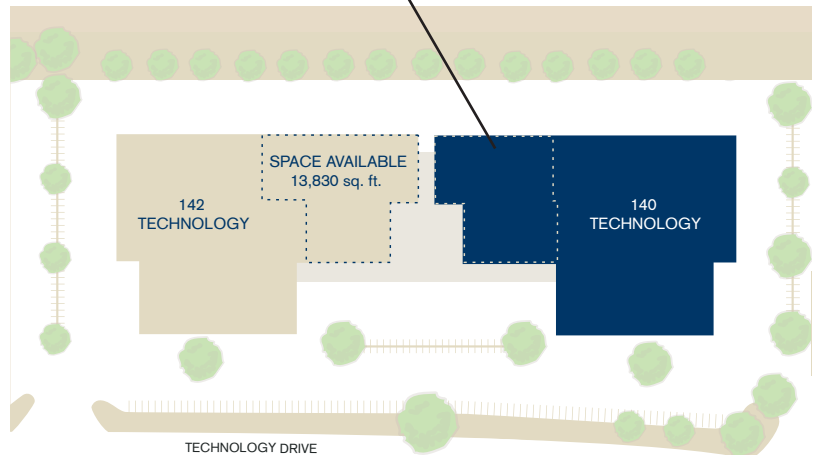 SPACE AVAILABLE
13,830 sq. ft.
142
TECHNOLOGY
140
TECHNOLOGY
TECHNOLOGY DRIVE